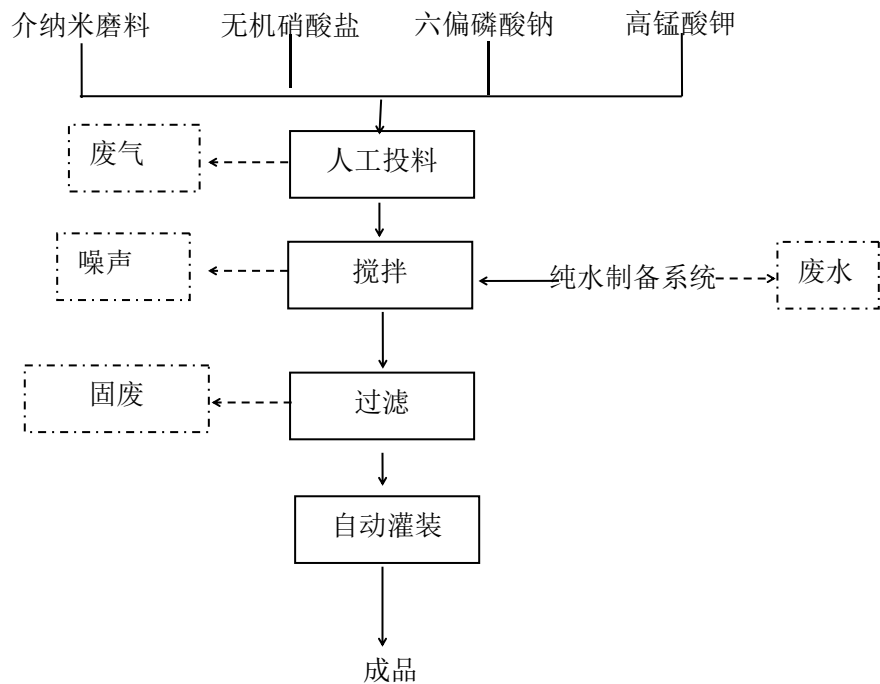 介纳米磨料
无机硝酸盐
六偏磷酸钠
高锰酸钾
废气
人工投料
噪声
搅拌
纯水制备系统
废水
固废
过滤
自动灌装
成品